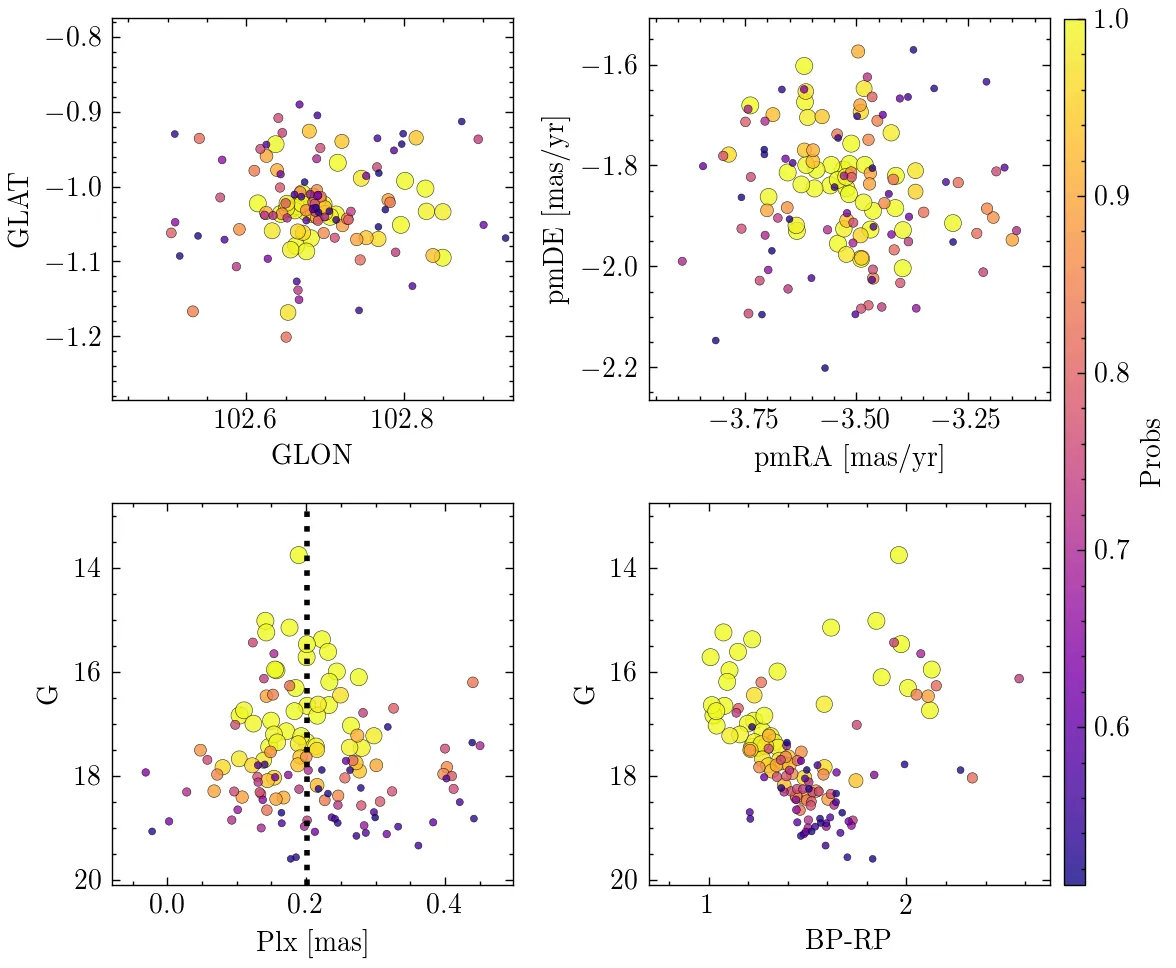 −0.8
−0.9
−1.0
−1.1
−1.2
GLAT
102.6 102.8
GLON
−1.6
−1.8
−2.0
−2.2
pmDE [mas/yr]
−3.75 −3.50 −3.25
pmRA [mas/yr]
14
16
18
20
G
0.0 0.2 0.4
Plx [mas]
14
16
18
20
G
1 2
BP-RP
1.0
0.9
0.8
0.7
0.6
Probs